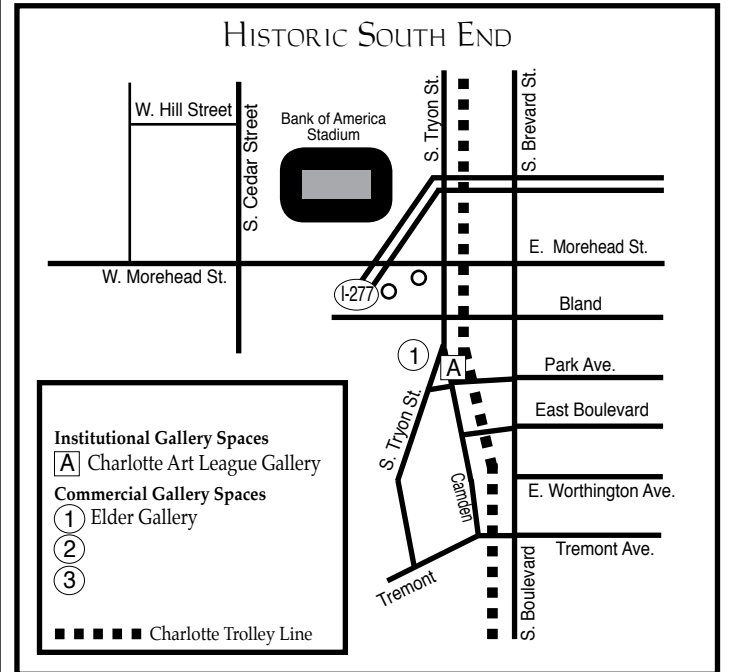 HISTORIC SOUTH END
W. Hill Street
S. Cedar Street
Bank of America
Stadium
S. Tryon St.
S. Brevard St.
E. Morehead St.
W. Morehead St.
I-277
Bland
1
A
Park Ave.
East Boulevard
S. Tryon St.
Camden
E. Worthington Ave.
Tremont Ave.
Tremont
S. Boulevard
Institutional Gallery Spaces
A Charlotte Art League Gallery
Commercial Gallery Spaces
1 Elder Gallery
2
3
Charlotte Trolley Line